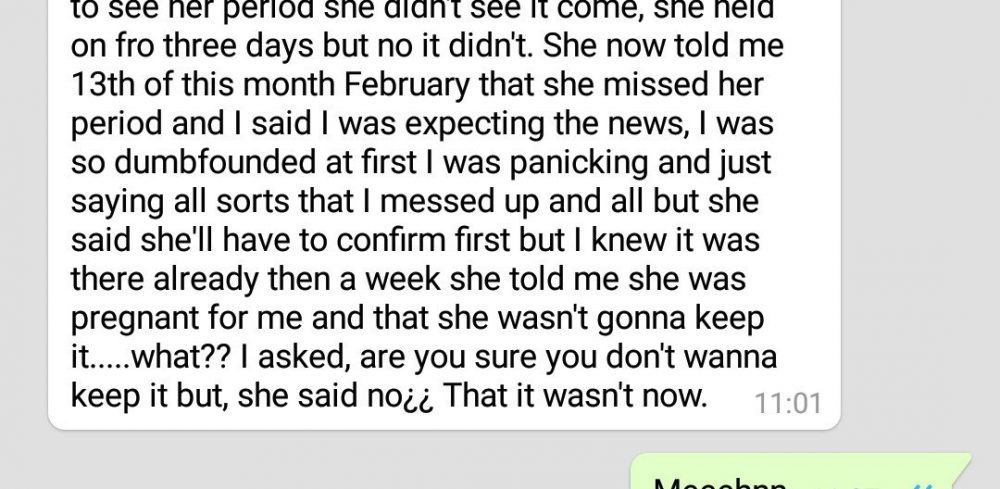 to see her period she didn't see it come, she held
on fro three days but no it didn't. She now told me
13th of this month February that she missed her
period and I said I was expecting the news, I was
so dumbfounded at first I was panicking and just
saying all sorts that I messed up and all but she
said she'll have to confirm first but I knew it was
there already then a week she told me she was
pregnant for me and that she wasn't gonna keep
it.....what?? I asked, are you sure you don't wanna
keep it but, she said no¿¿ That it wasn't now.
11:01